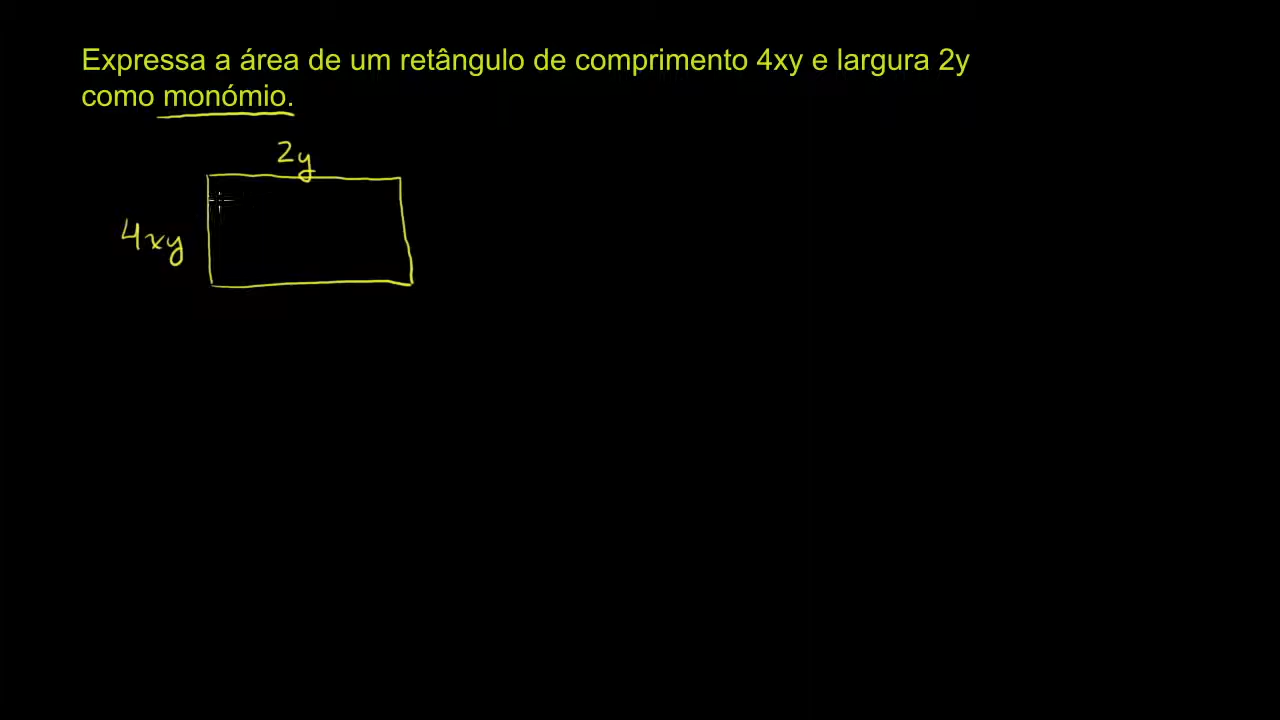 Expressa a área de um retângulo de comprimento 4xy e largura 2y
como monómio.
2y
4xy